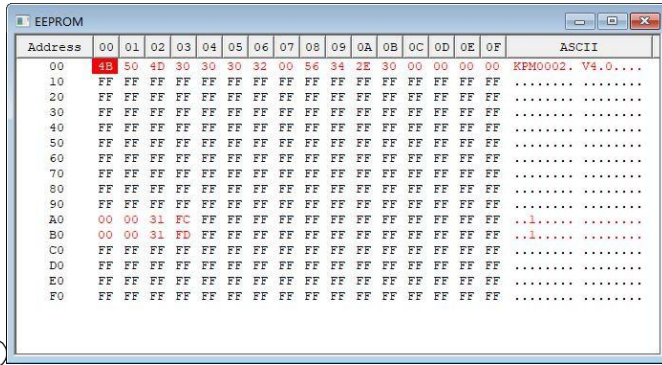 EEPROM
Address 00 01 02 03 04 05 06 07 08 09 0A 0B 0C 0D 0E 0F ASCII
00 4B 50 4D 30 30 30 32 00 56 34 2E 30 00 00 00 00 KPM0002. V4.0....
10 FF FF FF FF FF FF FF FF FF FF FF FF FF FF FF FF ........ ........
20 FF FF FF FF FF FF FF FF FF FF FF FF FF FF FF FF ........ ........
30 FF FF FF FF FF FF FF FF FF FF FF FF FF FF FF FF ........ ........
40 FF FF FF FF FF FF FF FF FF FF FF FF FF FF FF FF ........ ........
50 FF FF FF FF FF FF FF FF FF FF FF FF FF FF FF FF ........ ........
60 FF FF FF FF FF FF FF FF FF FF FF FF FF FF FF FF ........ ........
70 FF FF FF FF FF FF FF FF FF FF FF FF FF FF FF FF ........ ........
80 FF FF FF FF FF FF FF FF FF FF FF FF FF FF FF FF ........ ........
90 FF FF FF FF FF FF FF FF FF FF FF FF FF FF FF FF ........ ........
A0 00 00 31 FC FF FF FF FF FF FF FF FF FF FF FF FF ..1..... ........
B0 00 00 31 FD FF FF FF FF FF FF FF FF FF FF FF FF ..1..... ........
C0 FF FF FF FF FF FF FF FF FF FF FF FF FF FF FF FF ........ ........
D0 FF FF FF FF FF FF FF FF FF FF FF FF FF FF FF FF ........ ........
E0 FF FF FF FF FF FF FF FF FF FF FF FF FF FF FF FF ........ ........
F0 FF FF FF FF FF FF FF FF FF FF FF FF FF FF FF FF ........ ........
)